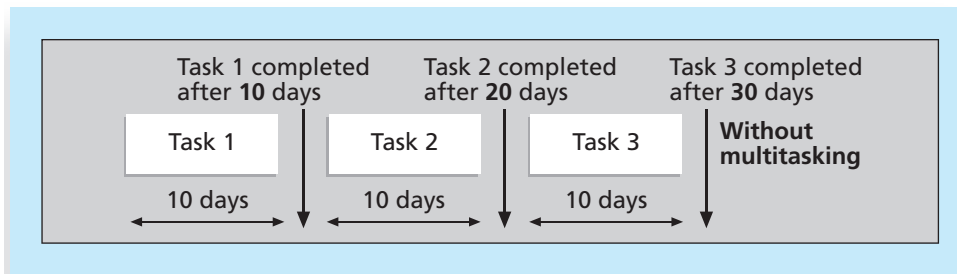 Task 1 completed
after 10 days
Task 2 completed
after 20 days
Task 3 completed
after 30 days
Task 1
Task 2
Task 3
Without
multitasking
10 days
10 days
10 days